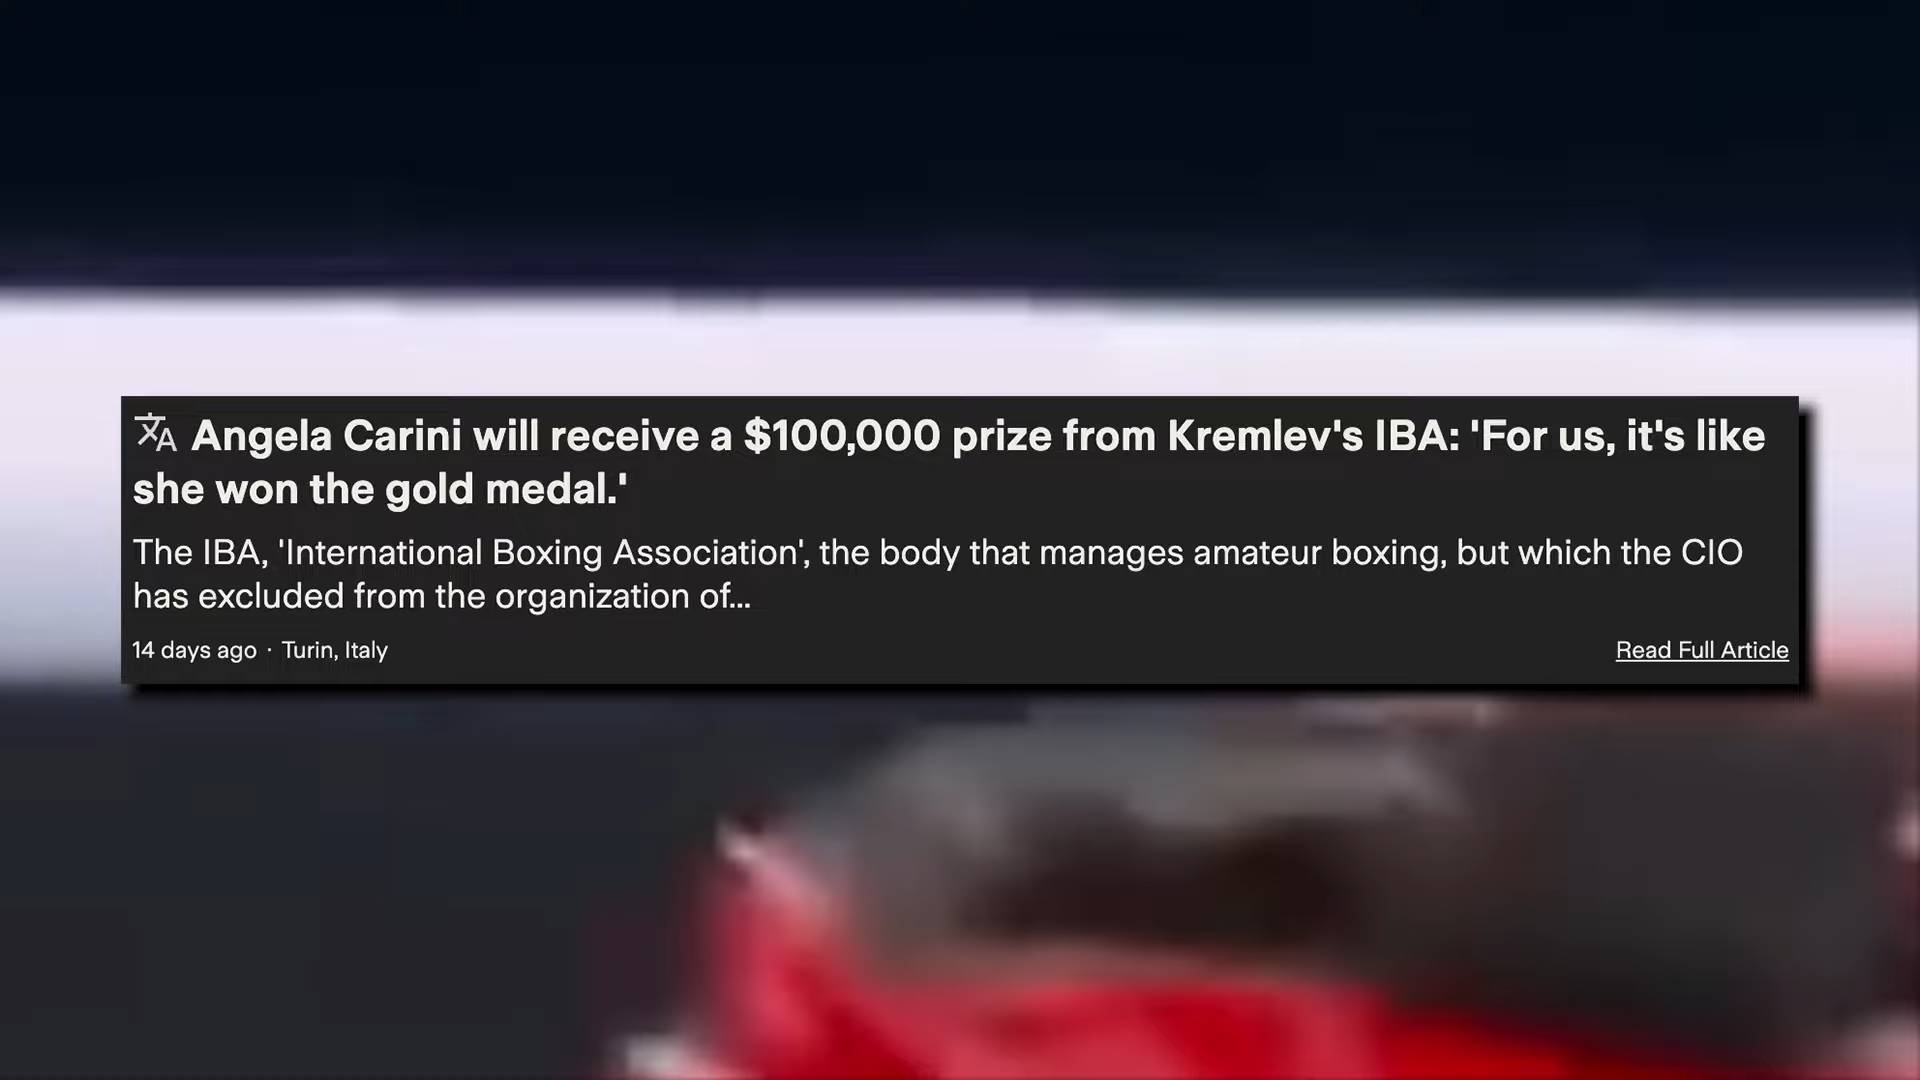 Angela Carini will receive a $100,000 prize from Kremlev's IBA: 'For us, it's like
she won the gold medal.'
The IBA, 'International Boxing Association', the body that manages amateur boxing, but which the CIO
has excluded from the organization of...
14 days ago · Turin, Italy
Read Full Article